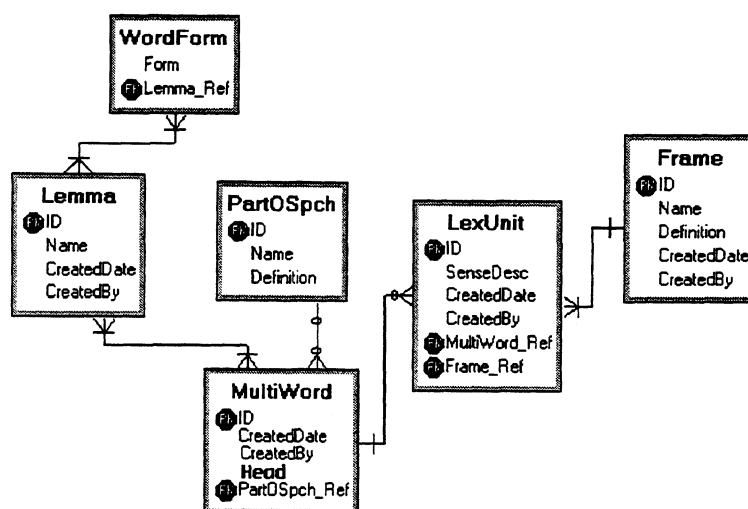 WordForm
Form
Lemma_Ref
Lemma
ID
Name
CreatedDate
CreatedBy
PartOSpch
ID
Name
Definition
LexUnit
ID
SenseDesc
CreatedDate
CreatedBy
MultiWord_Ref
Frame_Ref
Frame
ID
Name
Definition
CreatedDate
CreatedBy
MultiWord
ID
CreatedDate
CreatedBy
Head
PartOSpch_Ref